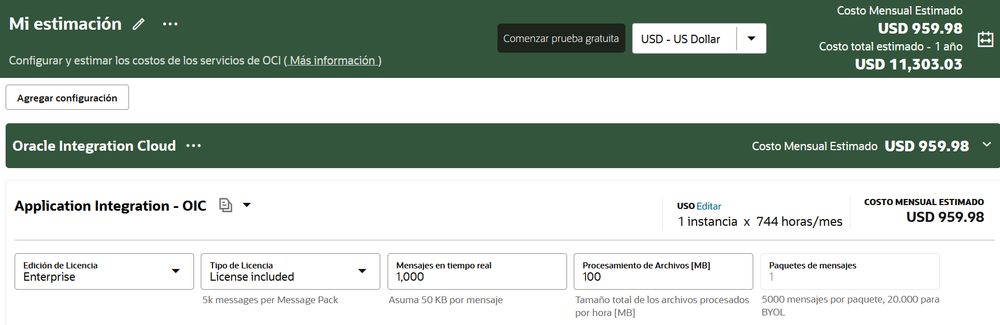 Mi estimación
Configurar y estimar los costos de los servicios de OCI ( Más información )
Comenzar prueba gratuita
USD - US Dollar
Costo Mensual Estimado
USD 959.98
Costo total estimado - 1 año
USD 11,303.03
Agregar configuración
Oracle Integration Cloud
Costo Mensual Estimado USD 959.98
Application Integration - OIC
USO Editar
1 instancia x 744 horas/mes
COSTO MENSUAL ESTIMADO
USD 959.98
Edición de Licencia
Enterprise
Tipo de Licencia
License included
5k messages per Message Pack
Mensajes en tiempo real
1,000
Asuma 50 KB por mensaje
Procesamiento de Archivos [MB]
100
Tamaño total de los archivos procesados
por hora [MB]
Paquetes de mensajes
1
5000 mensajes por paquete, 20.000 para
BYOL